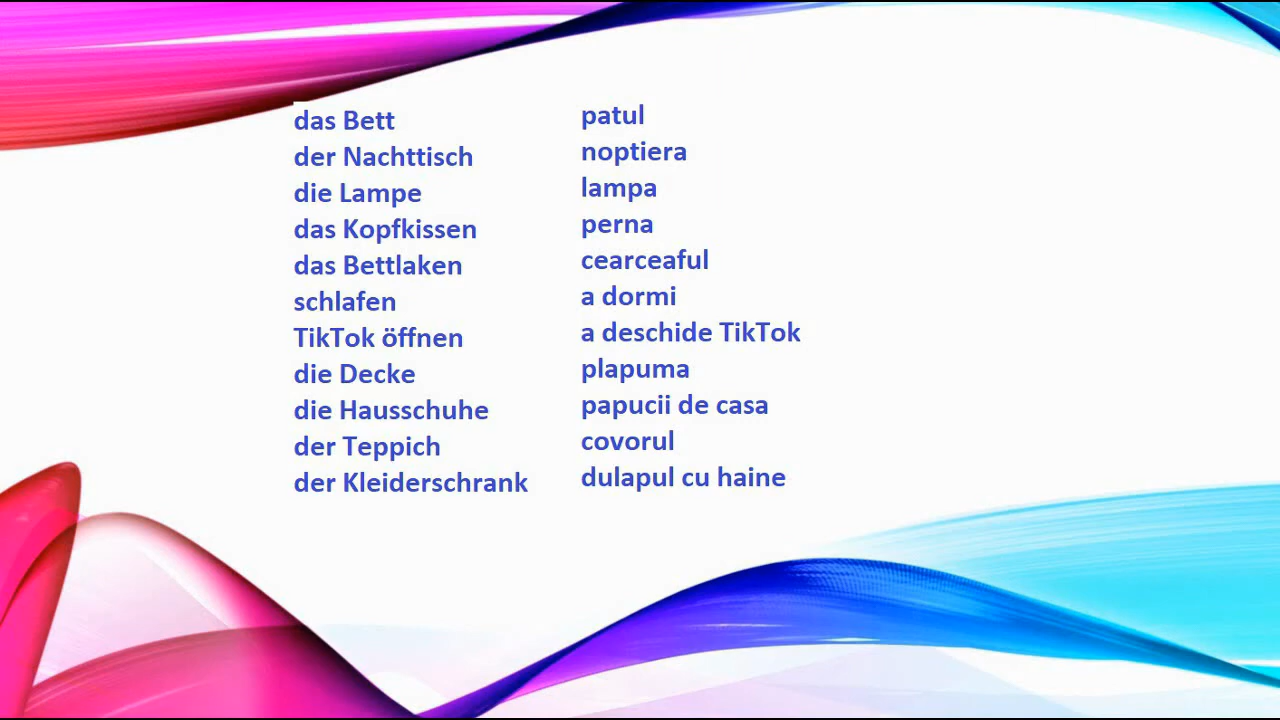 das Bett patul
der Nachttisch noptiera
die Lampe lampa
das Kopfkissen perna
das Bettlaken cearceaful
schlafen a dormi
TikTok öffnen a deschide TikTok
die Decke plapuma
die Hausschuhe papucii de casa
der Teppich covorul
der Kleiderschrank dulapul cu haine